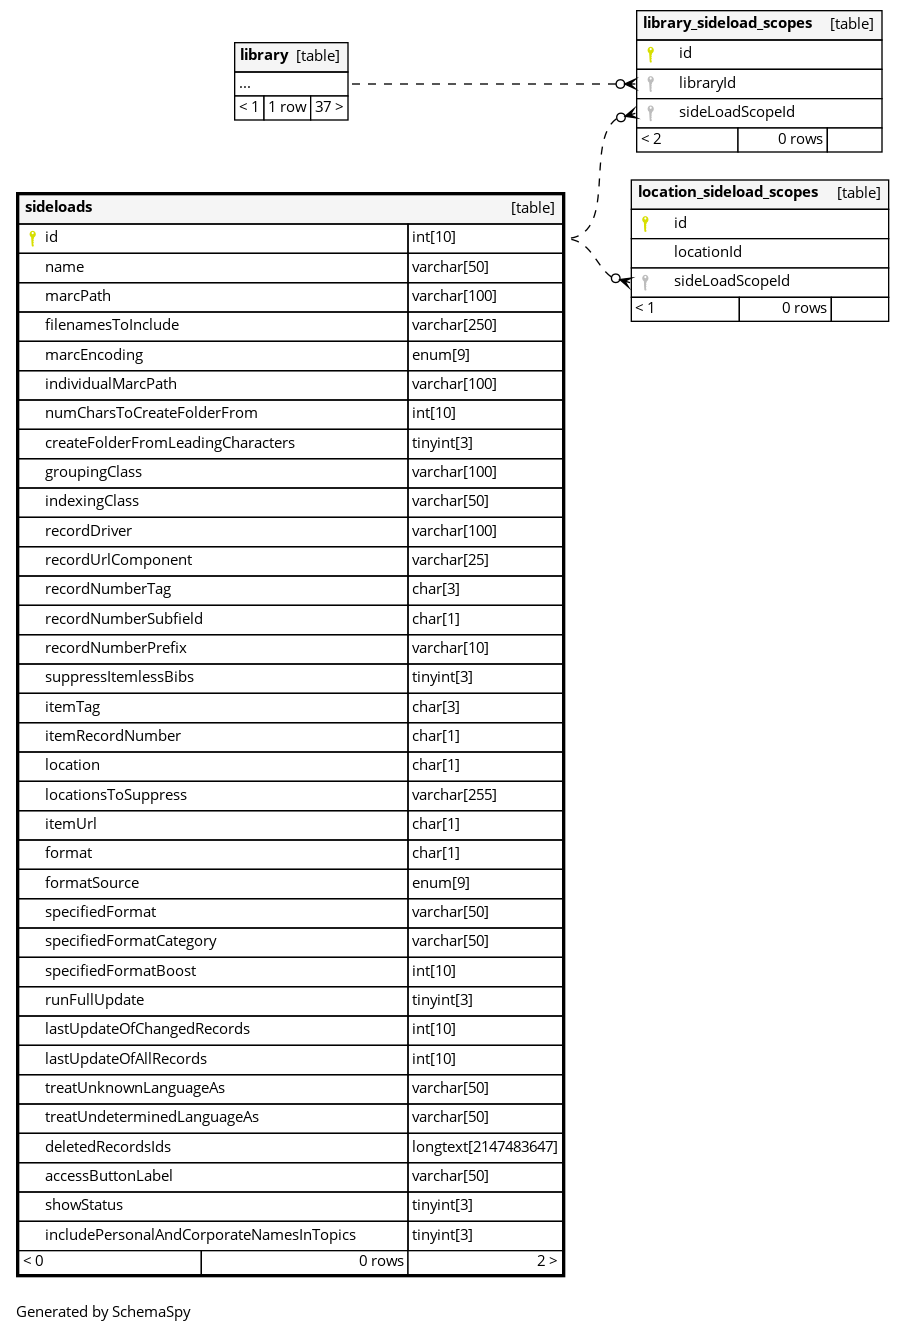 library [table]
...
< 1 1 row 37 >
library_sideload_scopes [table]
id
libraryId
sideLoadScopeId
< 2 0 rows
location_sideload_scopes [table]
id
locationId
sideLoadScopeId
< 1 0 rows
sideloads [table]
id int[10]
name varchar[50]
marcPath varchar[100]
filenamesToInclude varchar[250]
marcEncoding enum[9]
individualMarcPath varchar[100]
numCharsToCreateFolderFrom int[10]
createFolderFromLeadingCharacters tinyint[3]
groupingClass varchar[100]
indexingClass varchar[50]
recordDriver varchar[100]
recordUrlComponent varchar[25]
recordNumberTag char[3]
recordNumberSubfield char[1]
recordNumberPrefix varchar[10]
suppressItemlessBibs tinyint[3]
itemTag char[3]
itemRecordNumber char[1]
location char[1]
locationsToSuppress varchar[255]
itemUrl char[1]
format char[1]
formatSource enum[9]
specifiedFormat varchar[50]
specifiedFormatCategory varchar[50]
specifiedFormatBoost int[10]
runFullUpdate tinyint[3]
lastUpdateOfChangedRecords int[10]
lastUpdateOfAllRecords int[10]
treatUnknownLanguageAs varchar[50]
treatUndeterminedLanguageAs varchar[50]
deletedRecordsIds longtext[2147483647]
accessButtonLabel varchar[50]
showStatus tinyint[3]
includePersonalAndCorporateNamesInTopics tinyint[3]
< 0 0 rows 2 >
Generated by SchemaSpy